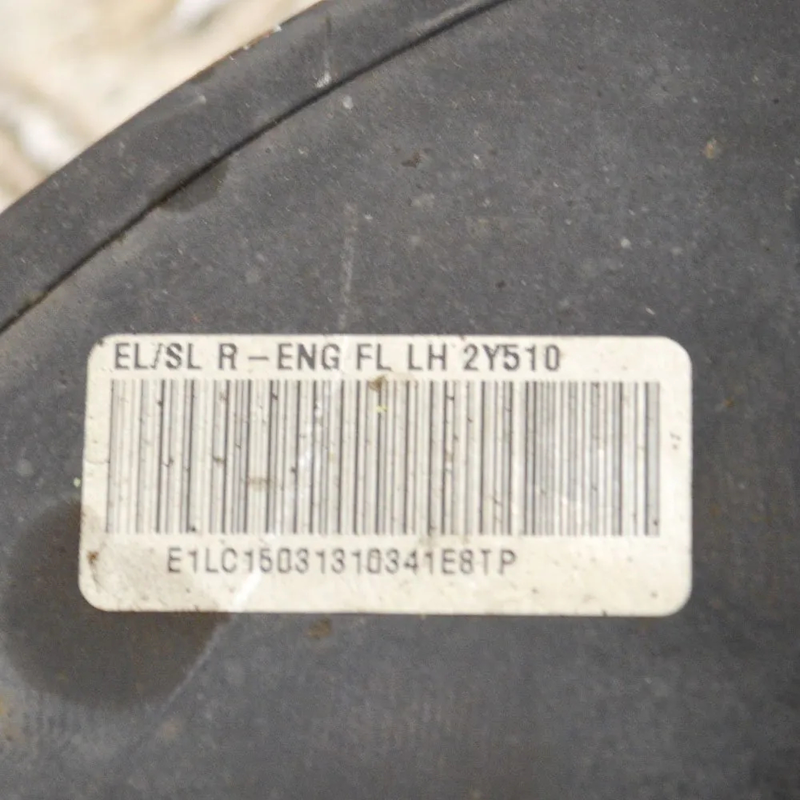 EL/SL R-ENG FL LH 2Y510
E1LC15031310341E8TP